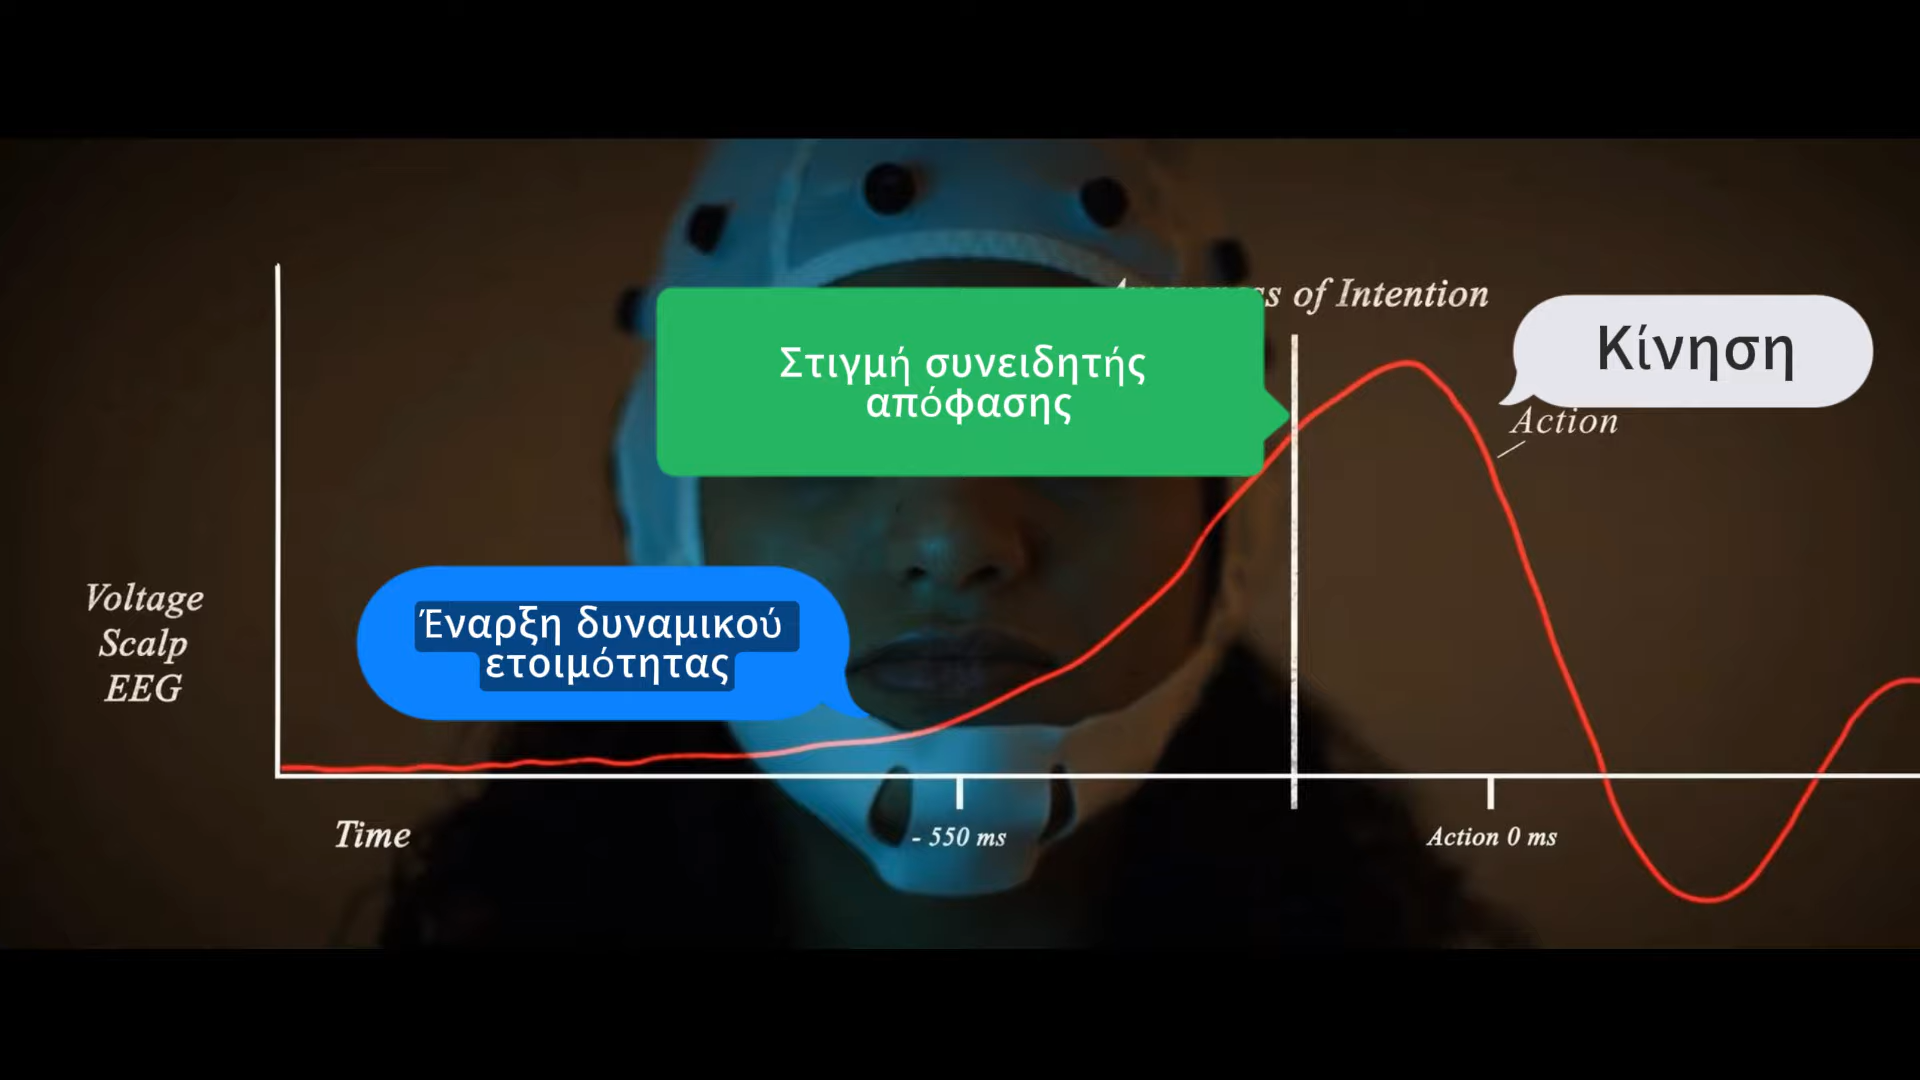 of Intention
Στιγμή συνειδητής
απόφασης
Κίνηση
Action
Voltage
Scalp
EEG
Έναρξη δυναμικού
ετοιμότητας
Time
- 550 ms
Action 0 ms